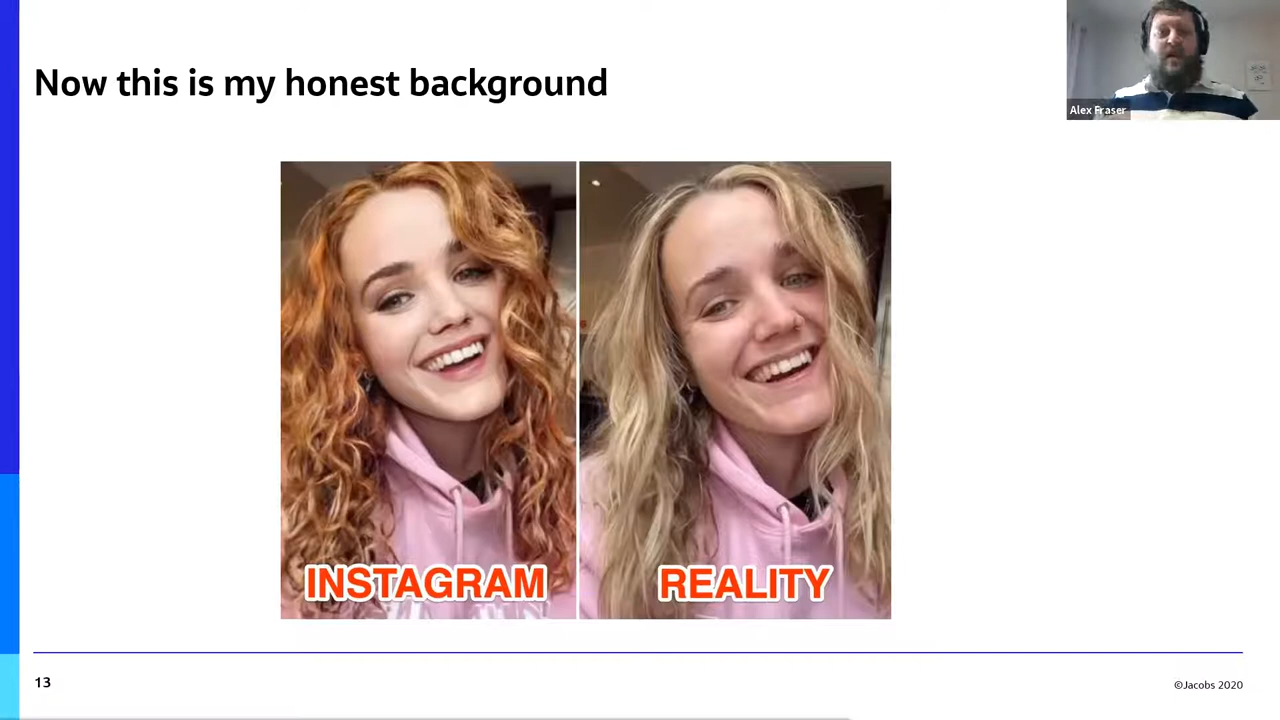 Now this is my honest background
Alex Fraser
INSTAGRAM
REALITY
13
©Jacobs 2020